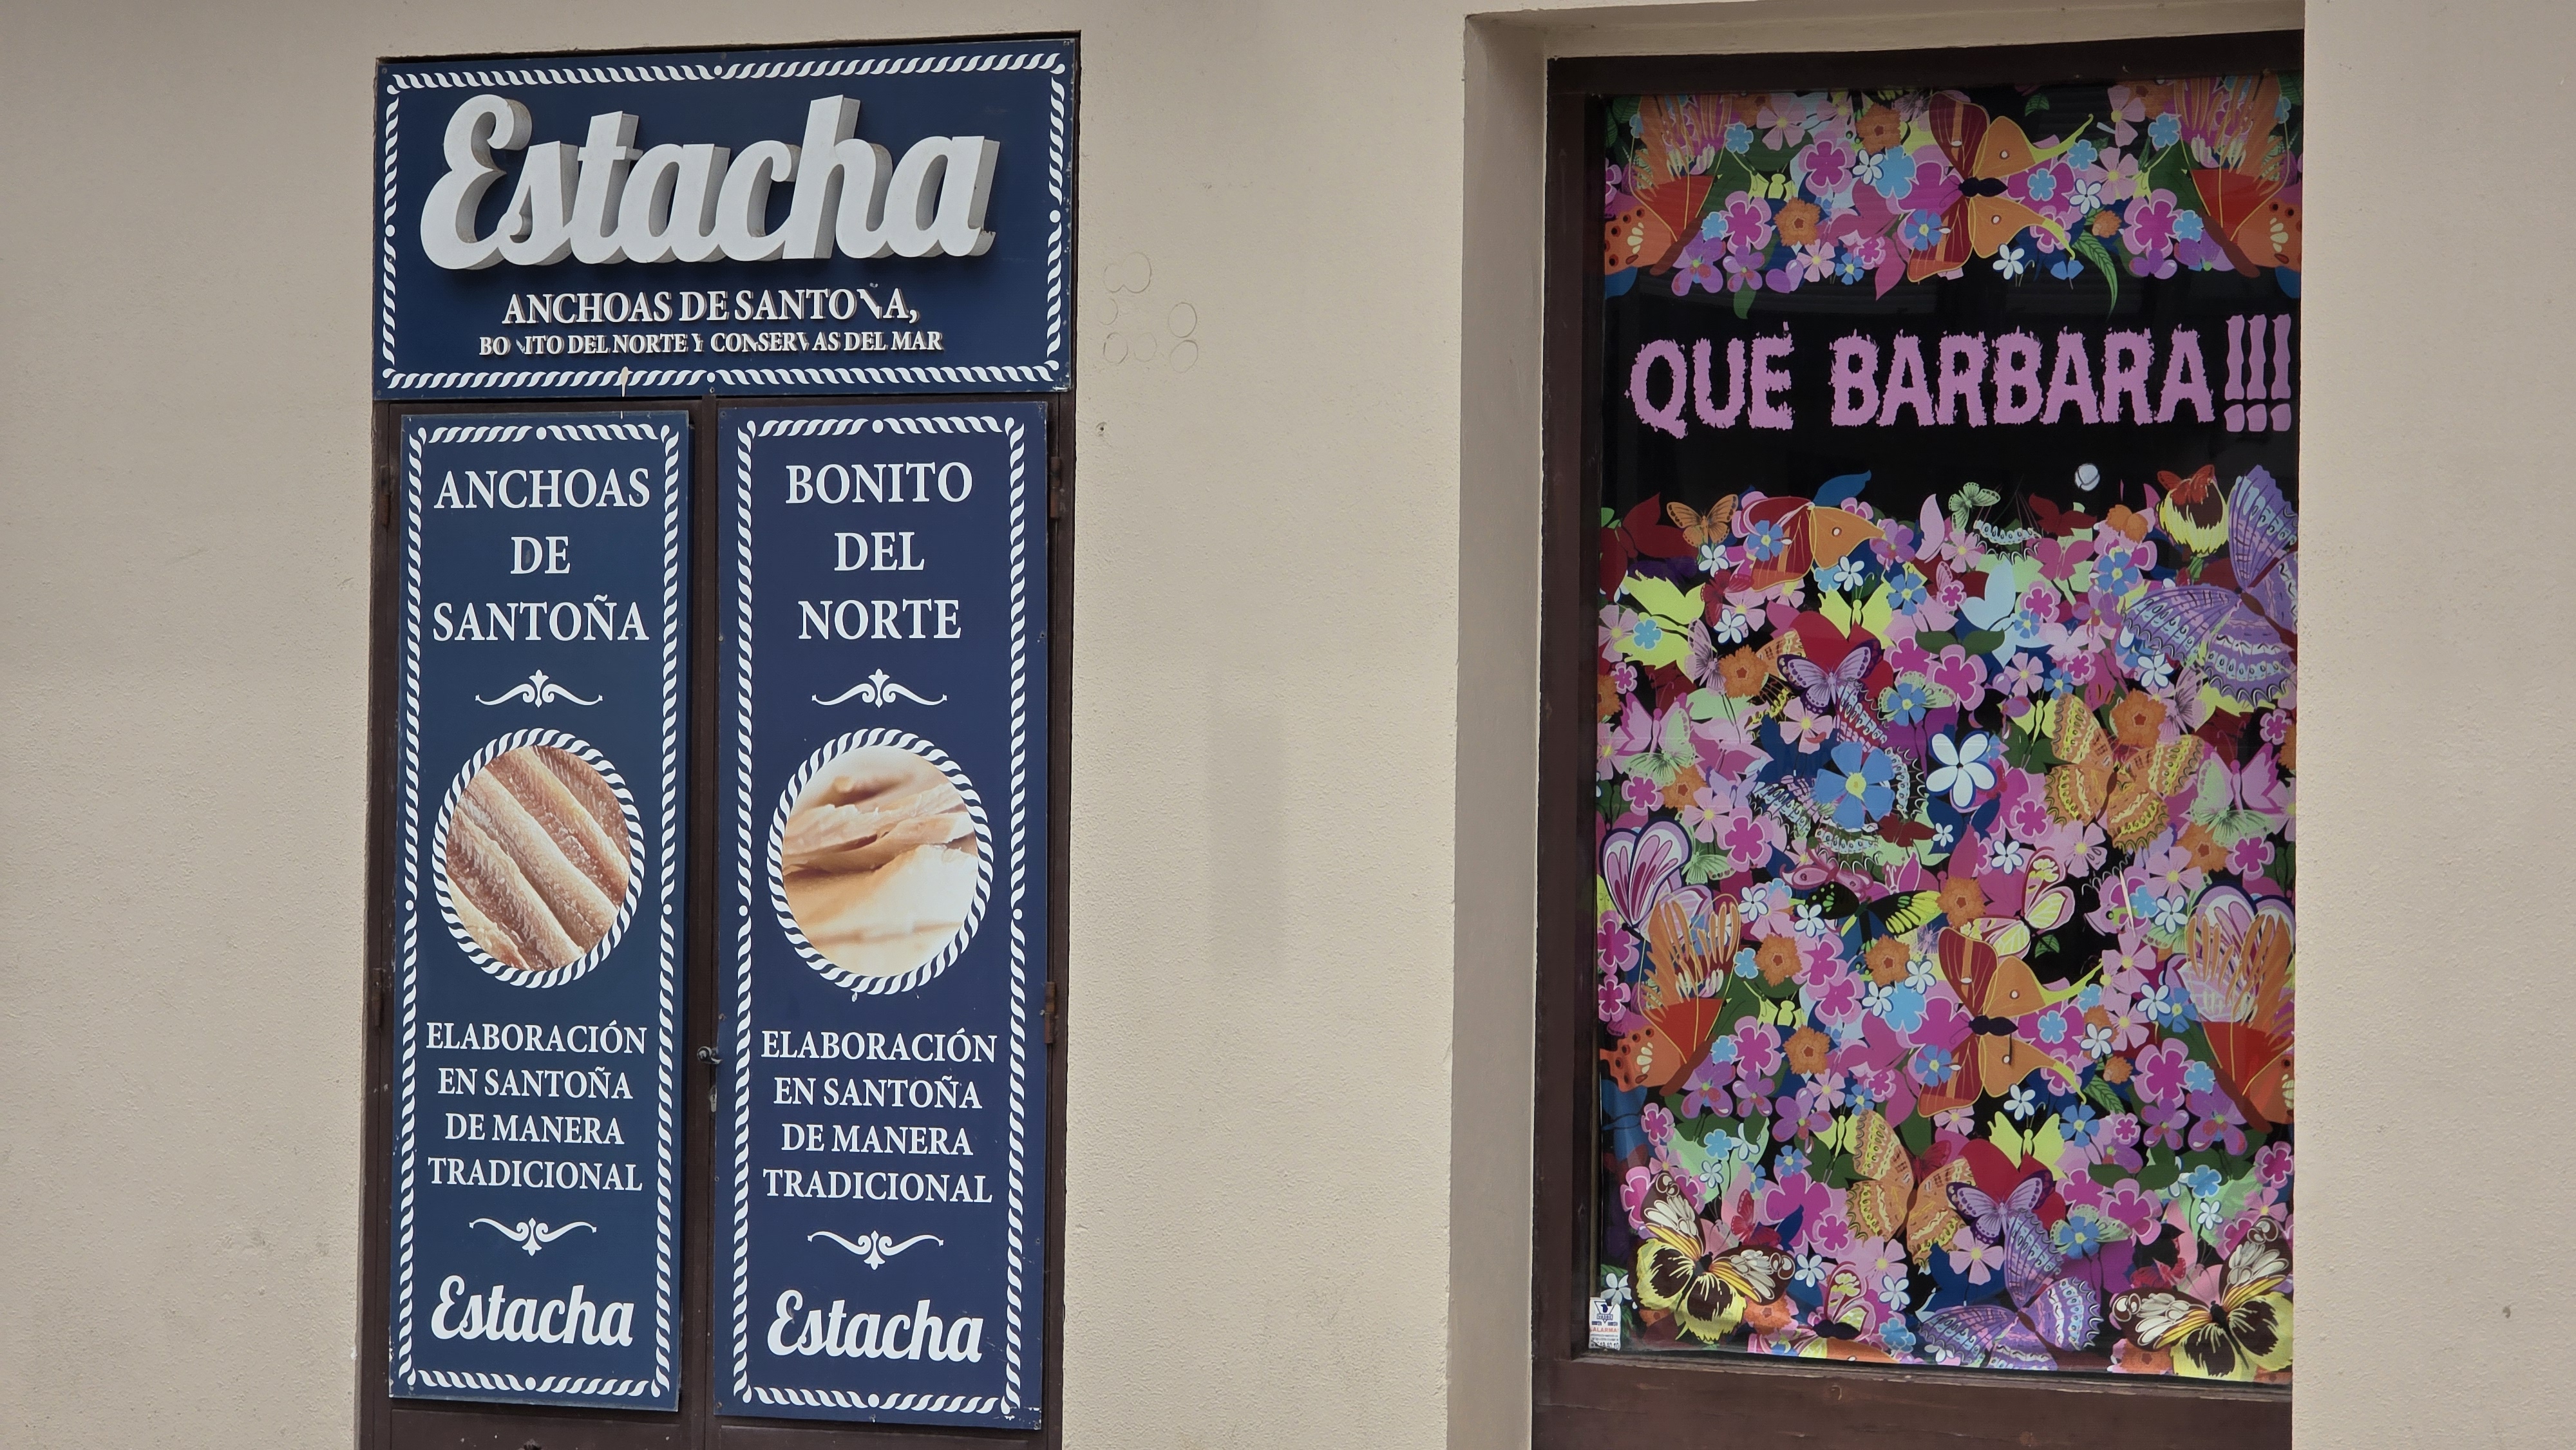 Estacha
ANCHOAS DE SANTOÑA,
BONITO DEL NORTE Y CONSERVAS DEL MAR
ANCHOAS
DE
SANTOÑA
ELABORACIÓN
EN SANTOÑA
DE MANERA
TRADICIONAL
Estacha
BONITO
DEL
NORTE
ELABORACIÓN
EN SANTOÑA
DE MANERA
TRADICIONAL
Estacha
QUÉ BARBARA!!!
ALARMA